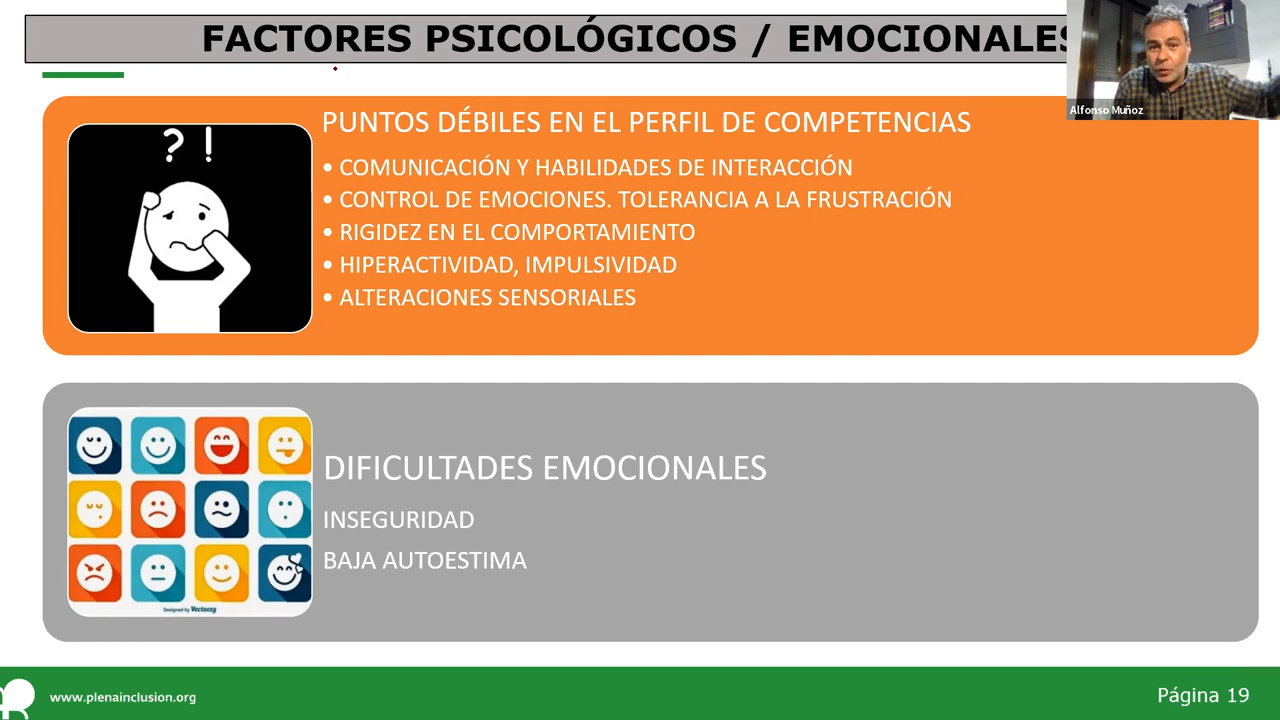 FACTORES PSICOLÓGICOS / EMOCIONALES
Alfonso Muñoz
? !
PUNTOS DÉBILES EN EL PERFIL DE COMPETENCIAS
• COMUNICACIÓN Y HABILIDADES DE INTERACCIÓN
• CONTROL DE EMOCIONES. TOLERANCIA A LA FRUSTRACIÓN
• RIGIDEZ EN EL COMPORTAMIENTO
• HIPERACTIVIDAD, IMPULSIVIDAD
• ALTERACIONES SENSORIALES
DIFICULTADES EMOCIONALES
INSEGURIDAD
BAJA AUTOESTIMA
Designed by Vecteezy
www.plenainclusion.org
Página 19